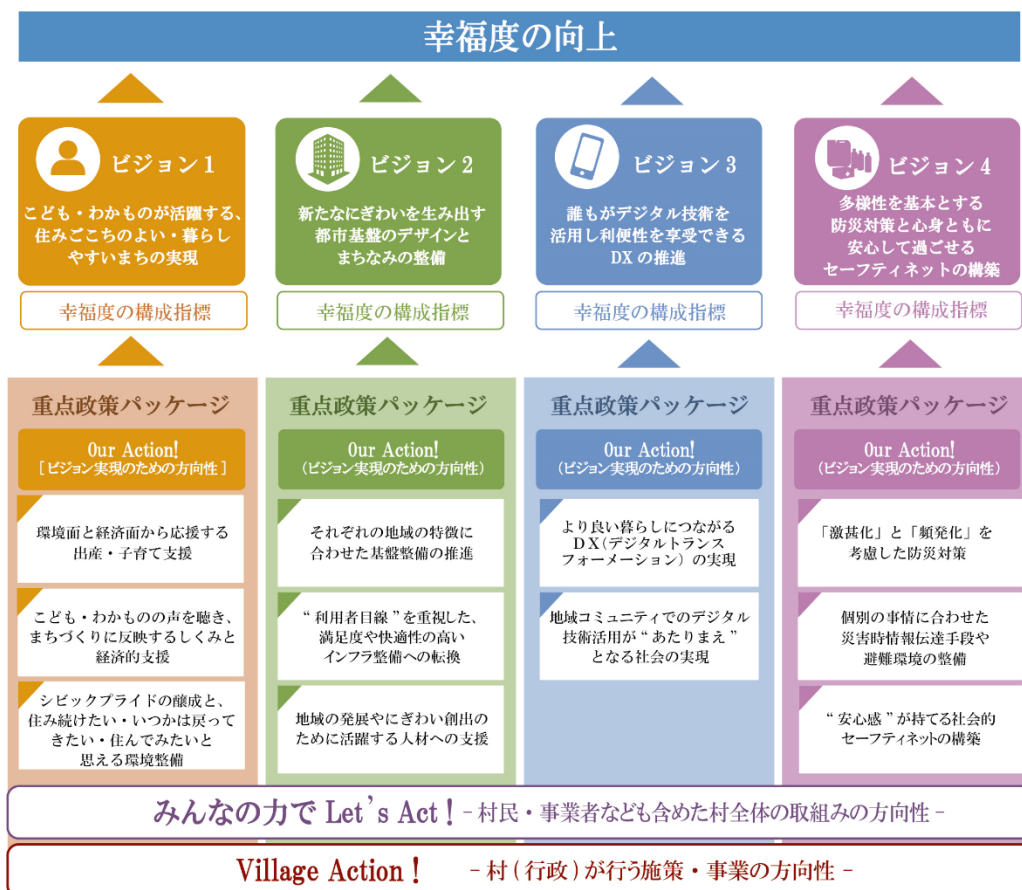 幸福度の向上
ビジョン 1
こども・わかものが活躍する、
住みごこちのよい・暮らし
やすいまちの実現
幸福度の構成指標
ビジョン 2
新たなにぎわいを生み出す
都市基盤のデザインと
まちなみの整備
幸福度の構成指標
ビジョン 3
誰もがデジタル技術を
活用し利便性を享受できる
DX の推進
幸福度の構成指標
ビジョン 4
多様性を基本とする
防災対策と心身ともに
安心して過ごせる
セーフティネットの構築
幸福度の構成指標
重点政策パッケージ
Our Action!
[ビジョン実現のための方向性]
環境面と経済面から応援する
出産・子育て支援
こども・わかものの声を聴き、
まちづくりに反映するしくみと
経済的支援
シビックプライドの醸成と、
住み続けたい・いつかは戻って
きたい・住んでみたいと
思える環境整備
重点政策パッケージ
Our Action!
(ビジョン実現のための方向性)
それぞれの地域の特徴に
合わせた基盤整備の推進
“利用者目線”を重視した、
満足度や快適性の高い
インフラ整備への転換
地域の発展やにぎわい創出の
ために活躍する人材への支援
重点政策パッケージ
Our Action!
(ビジョン実現のための方向性)
より良い暮らしにつながる
DX(デジタルトランス
フォーメーション）の実現
地域コミュニティでのデジタル
技術活用が“あたりまえ”
となる社会の実現
重点政策パッケージ
Our Action!
(ビジョン実現のための方向性)
「激甚化」と「頻発化」を
考慮した防災対策
個別の事情に合わせた
災害時情報伝達手段や
避難環境の整備
“安心感”が持てる社会的
セーフティネットの構築
みんなの力で Let's Act ! - 村民・事業者なども含めた村全体の取組みの方向性 -
Village Action ! - 村 ( 行政 ) が行う施策・事業の方向性 -